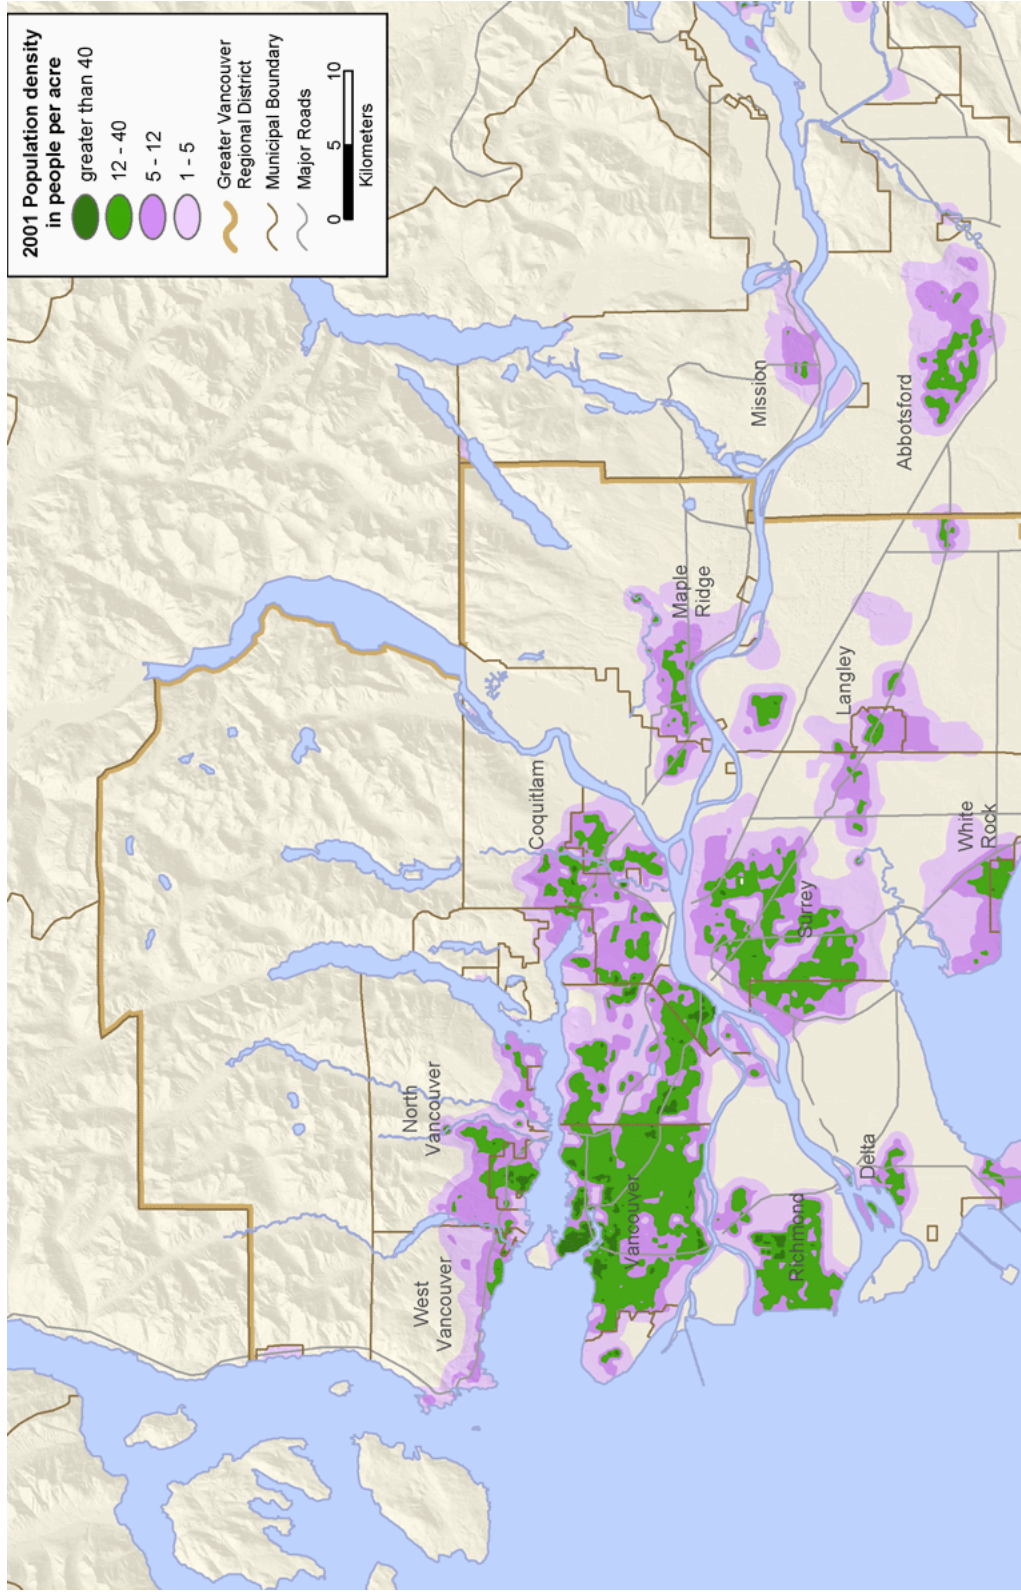 2001 Population density
in people per acre
greater than 40
12 - 40
5 - 12
1 - 5
Greater Vancouver
Regional District
Municipal Boundary
Major Roads
0 5 10
Kilometers
West
Vancouver
North
Vancouver
Coquitlam
Vancouver
Maple
Ridge
Mission
Richmond
Surrey
Langley
Abbotsford
Delta
White
Rock